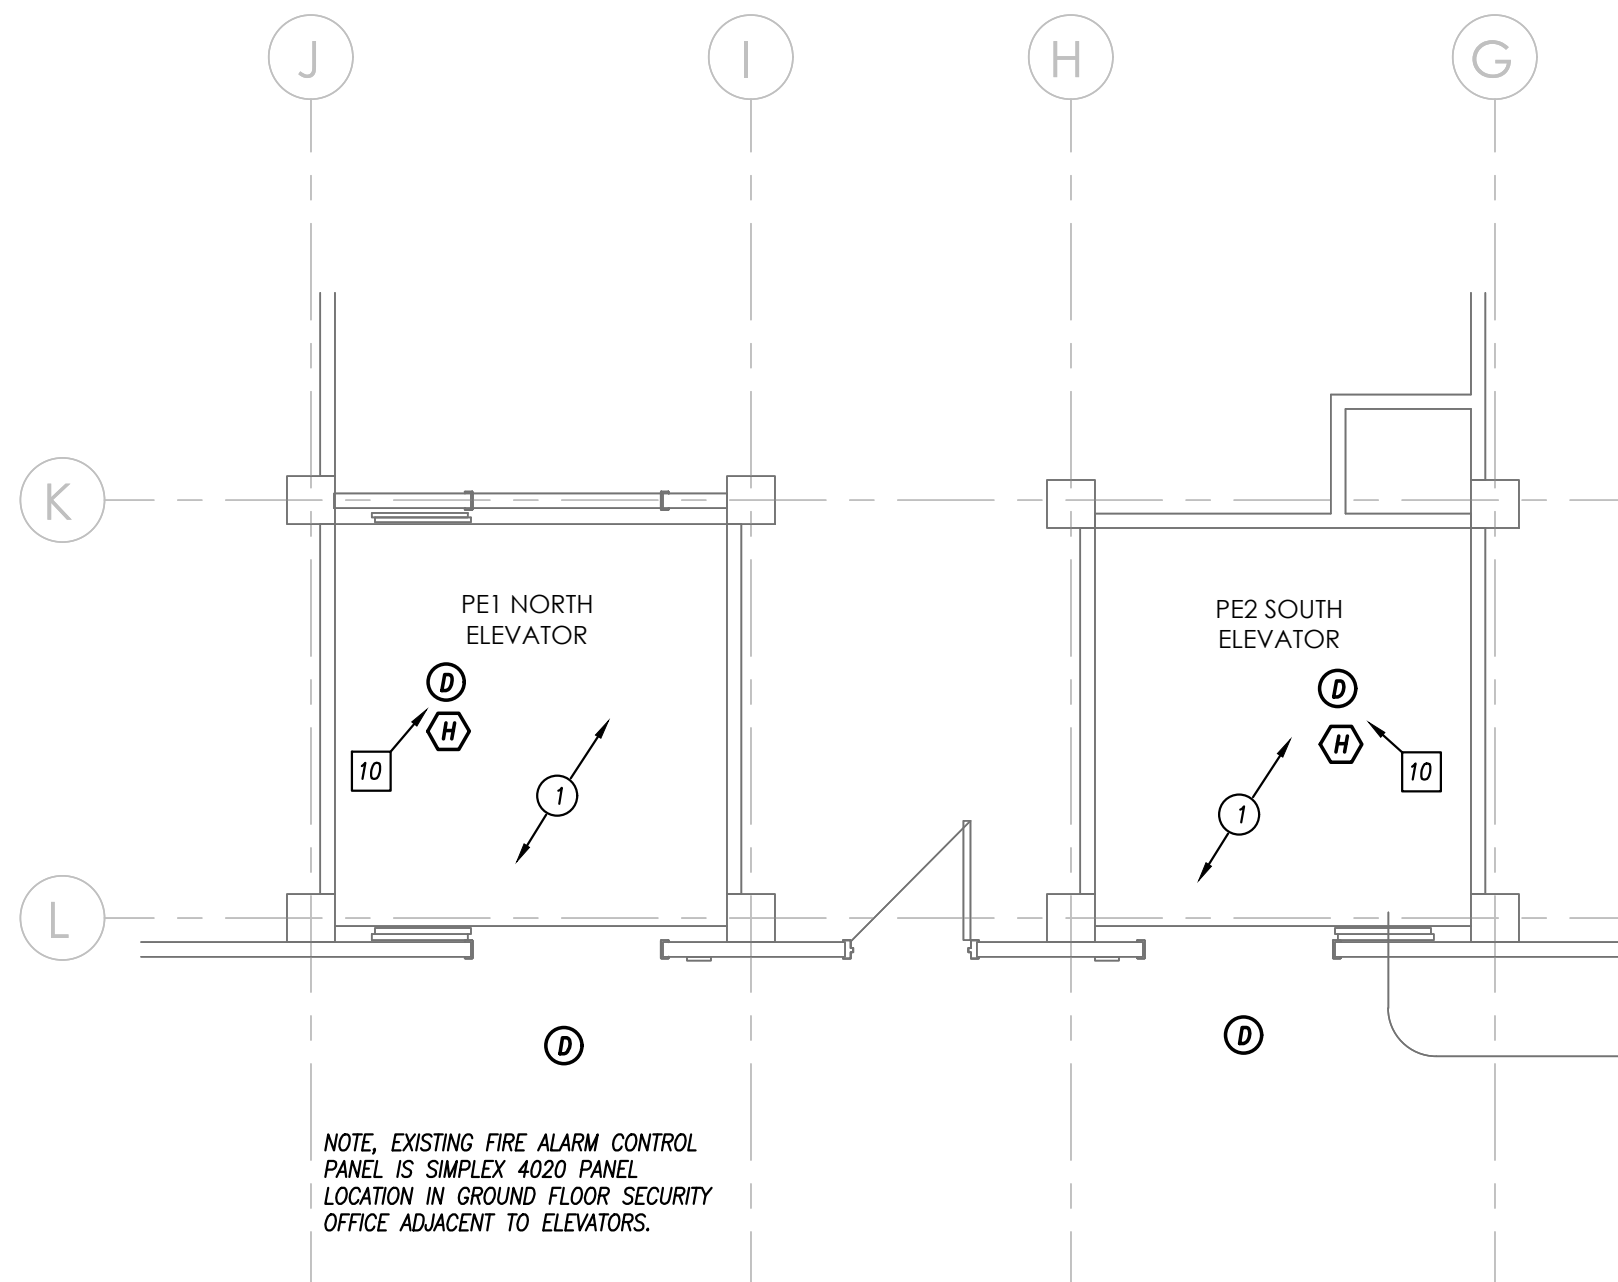 J
I
H
G
K
PE1 NORTH
ELEVATOR
PE2 SOUTH
ELEVATOR
D
D
H
H
10
10
1
1
L
D
D
NOTE, EXISTING FIRE ALARM CONTROL
PANEL IS SIMPLEX 4020 PANEL
LOCATION IN GROUND FLOOR SECURITY
OFFICE ADJACENT TO ELEVATORS.